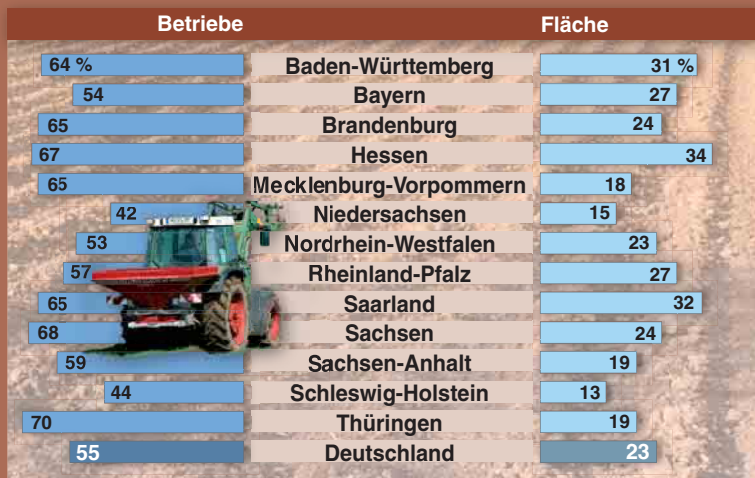 Betriebe Fläche
64 % Baden-Württemberg 31 %
54 Bayern 27
65 Brandenburg 24
67 Hessen 34
65 Mecklenburg-Vorpommern 18
42 Niedersachsen 15
53 Nordrhein-Westfalen 23
57 Rheinland-Pfalz 27
65 Saarland 32
68 Sachsen 24
59 Sachsen-Anhalt 19
44 Schleswig-Holstein 13
70 Thüringen 19
55 Deutschland 23